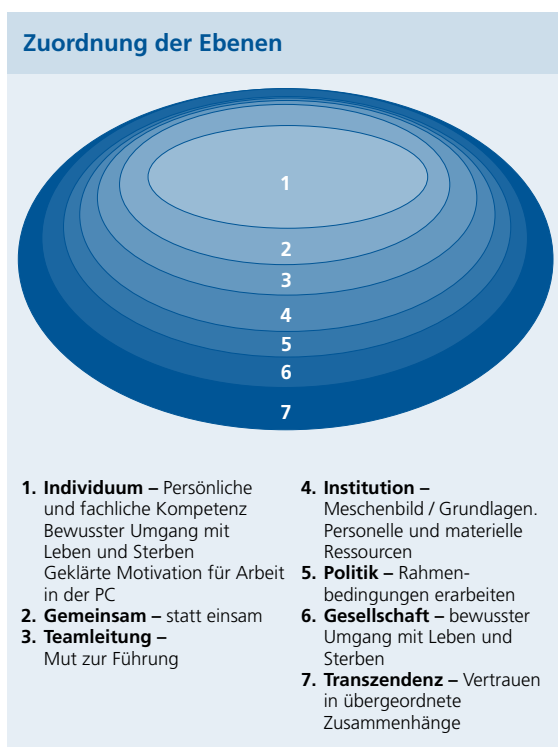 Zuordnung der Ebenen
1
2
3
4
5
6
7
1. Individuum – Persönliche
und fachliche Kompetenz
Bewusster Umgang mit
Leben und Sterben
Geklärte Motivation für Arbeit
in der PC
2. Gemeinsam – statt einsam
3. Teamleitung –
Mut zur Führung
4. Institution –
Meschenbild / Grundlagen.
Personelle und materielle
Ressourcen
5. Politik – Rahmen-
bedingungen erarbeiten
6. Gesellschaft – bewusster
Umgang mit Leben und
Sterben
7. Transzendenz – Vertrauen
in übergeordnete
Zusammenhänge